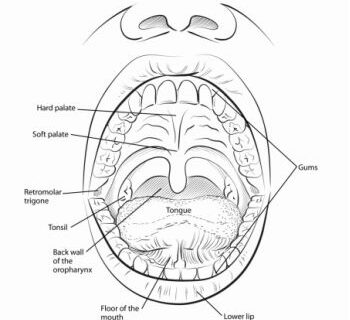 Hard palate
Soft palate
Gums
Retromolar
trigone
Tongue
Tonsil
Back wall
of the
oropharynx
Floor of the
mouth
Lower lip